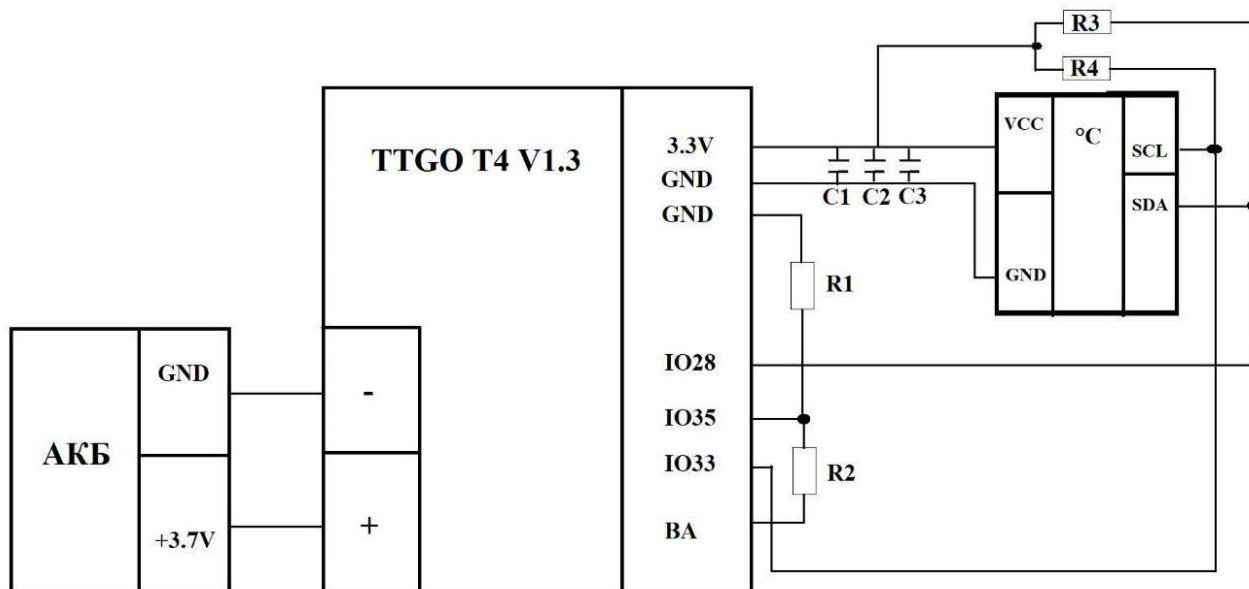 R3
R4
TTGO T4 V1.3
3.3V
GND
GND
IO28
IO35
IO33
BA
C1 C2 C3
VCC
°C
SCL
SDA
GND
R1
R2
АКБ
GND
+3.7V
-
+